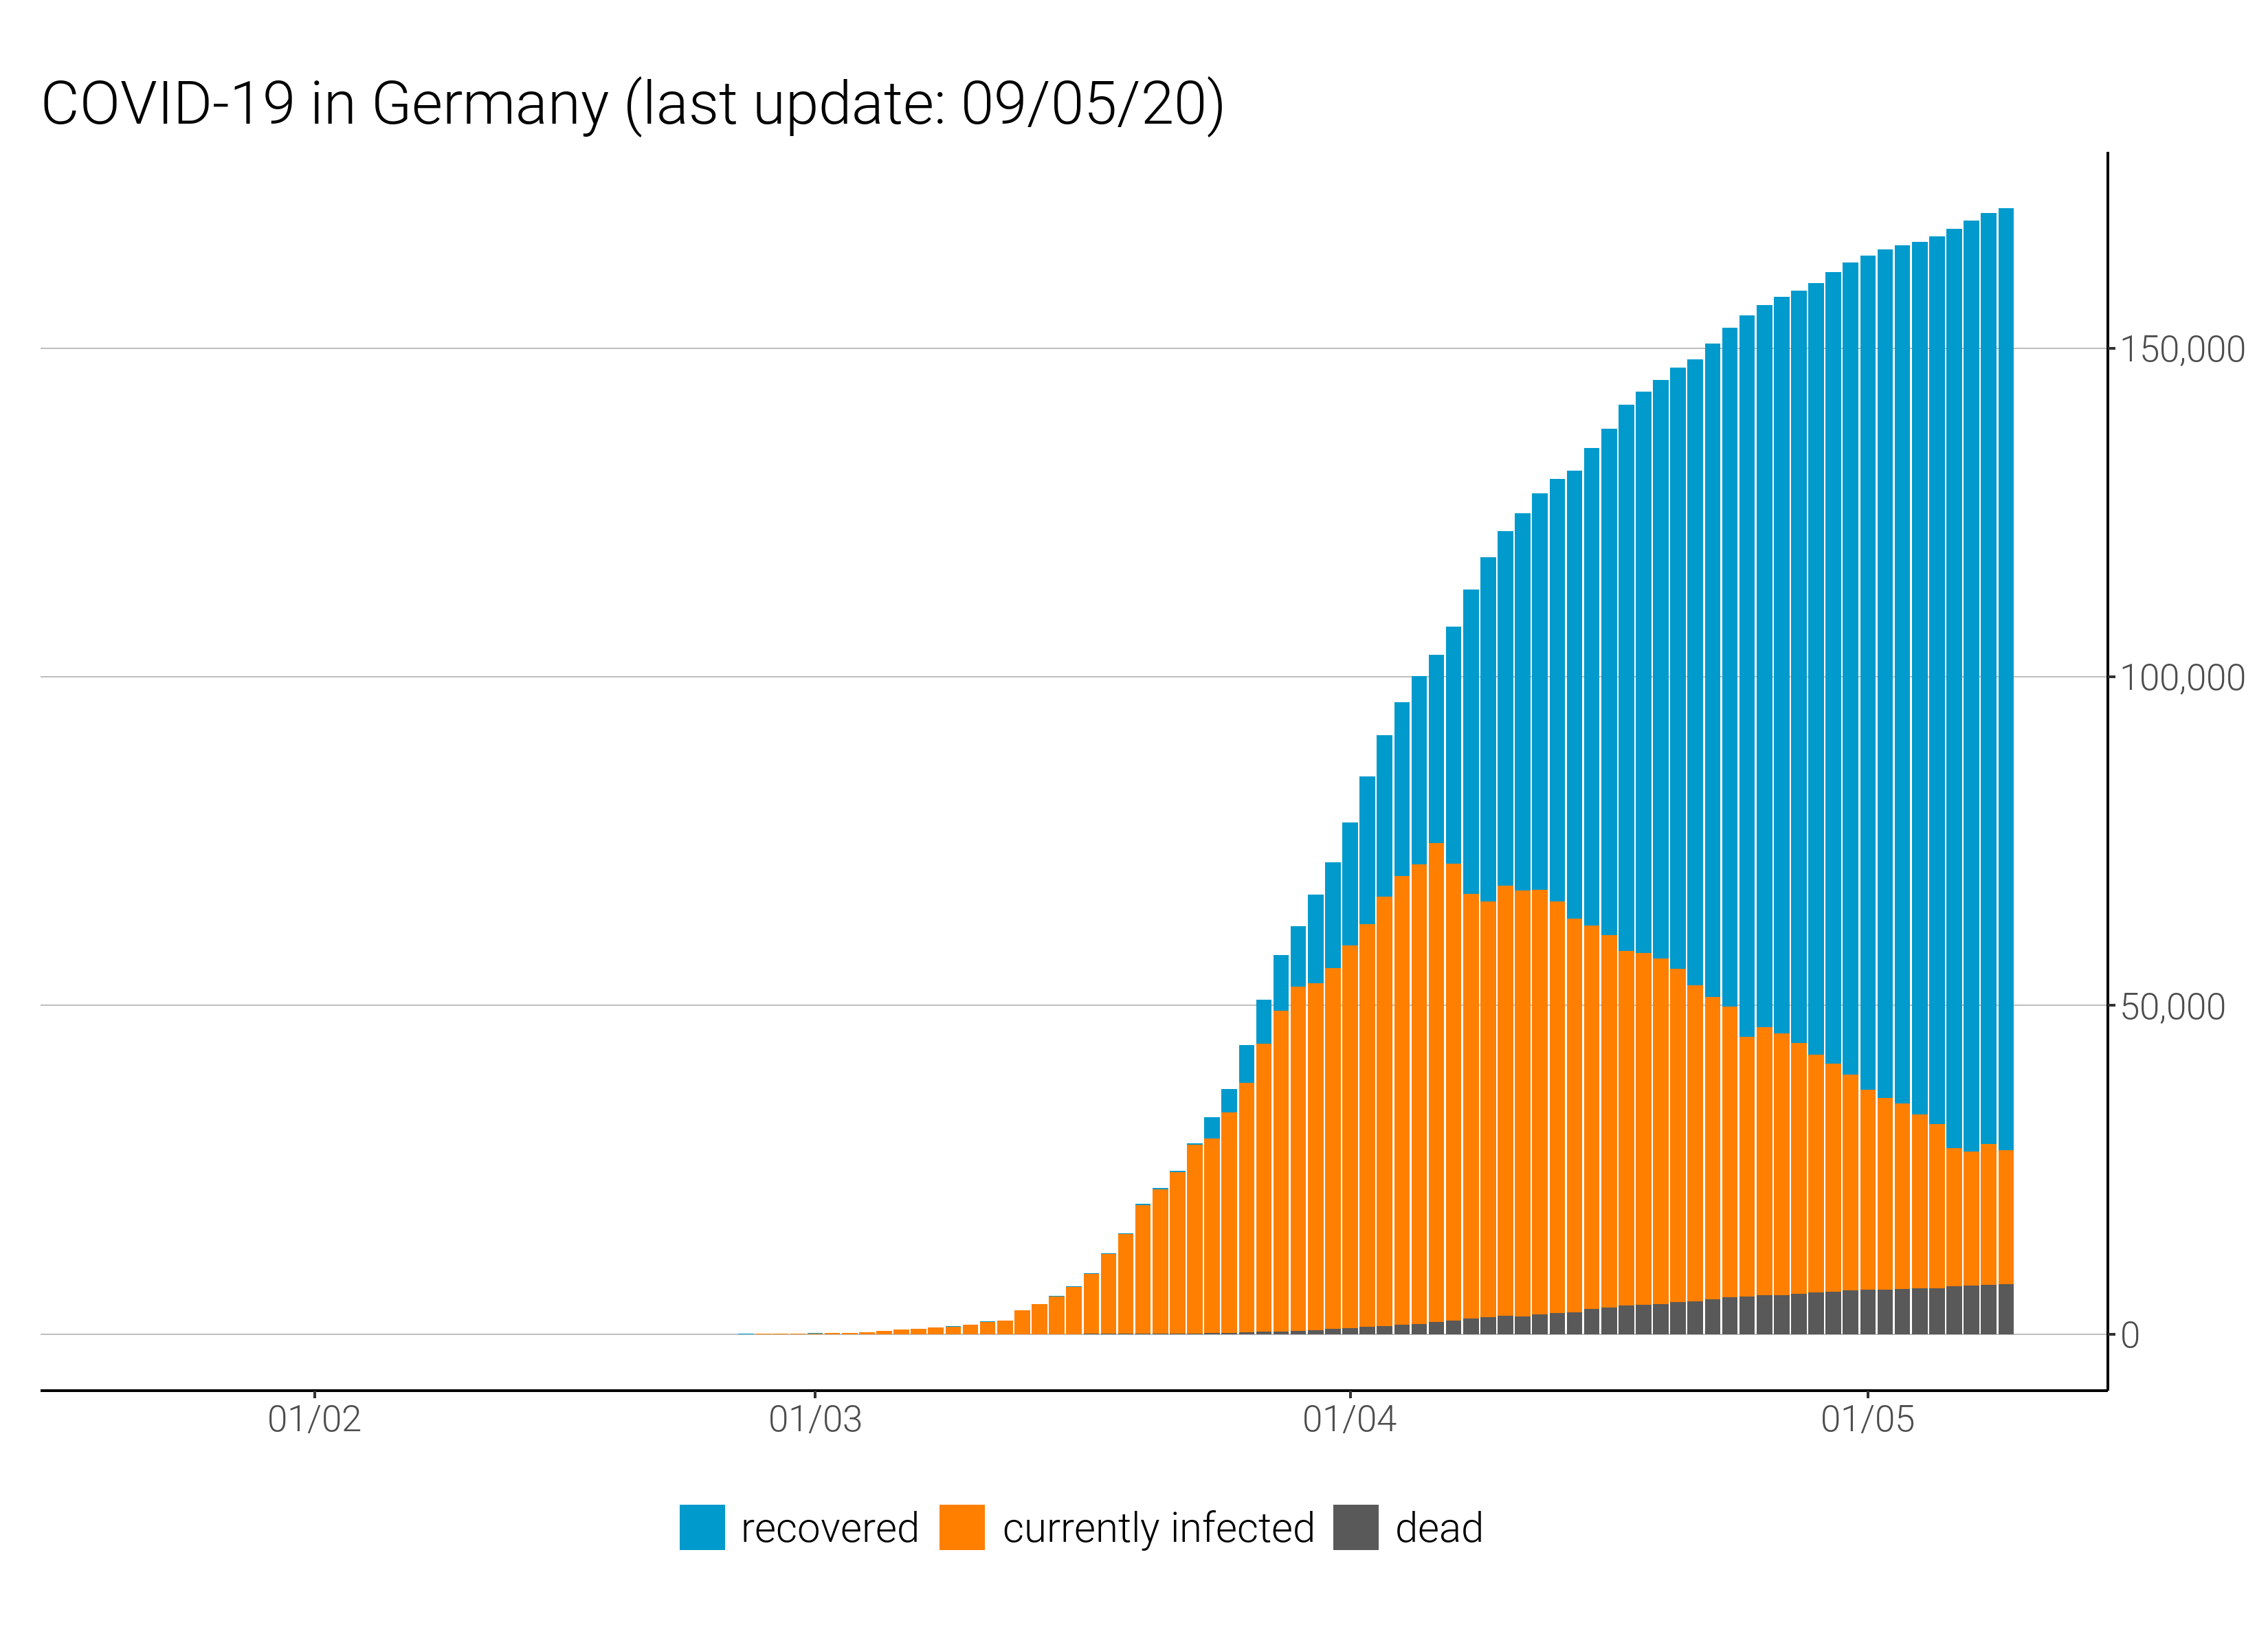 COVID-19 in Germany (last update: 09/05/20)
150,000
100,000
50,000
0
01/02 01/03 01/04 01/05
recovered currently infected dead